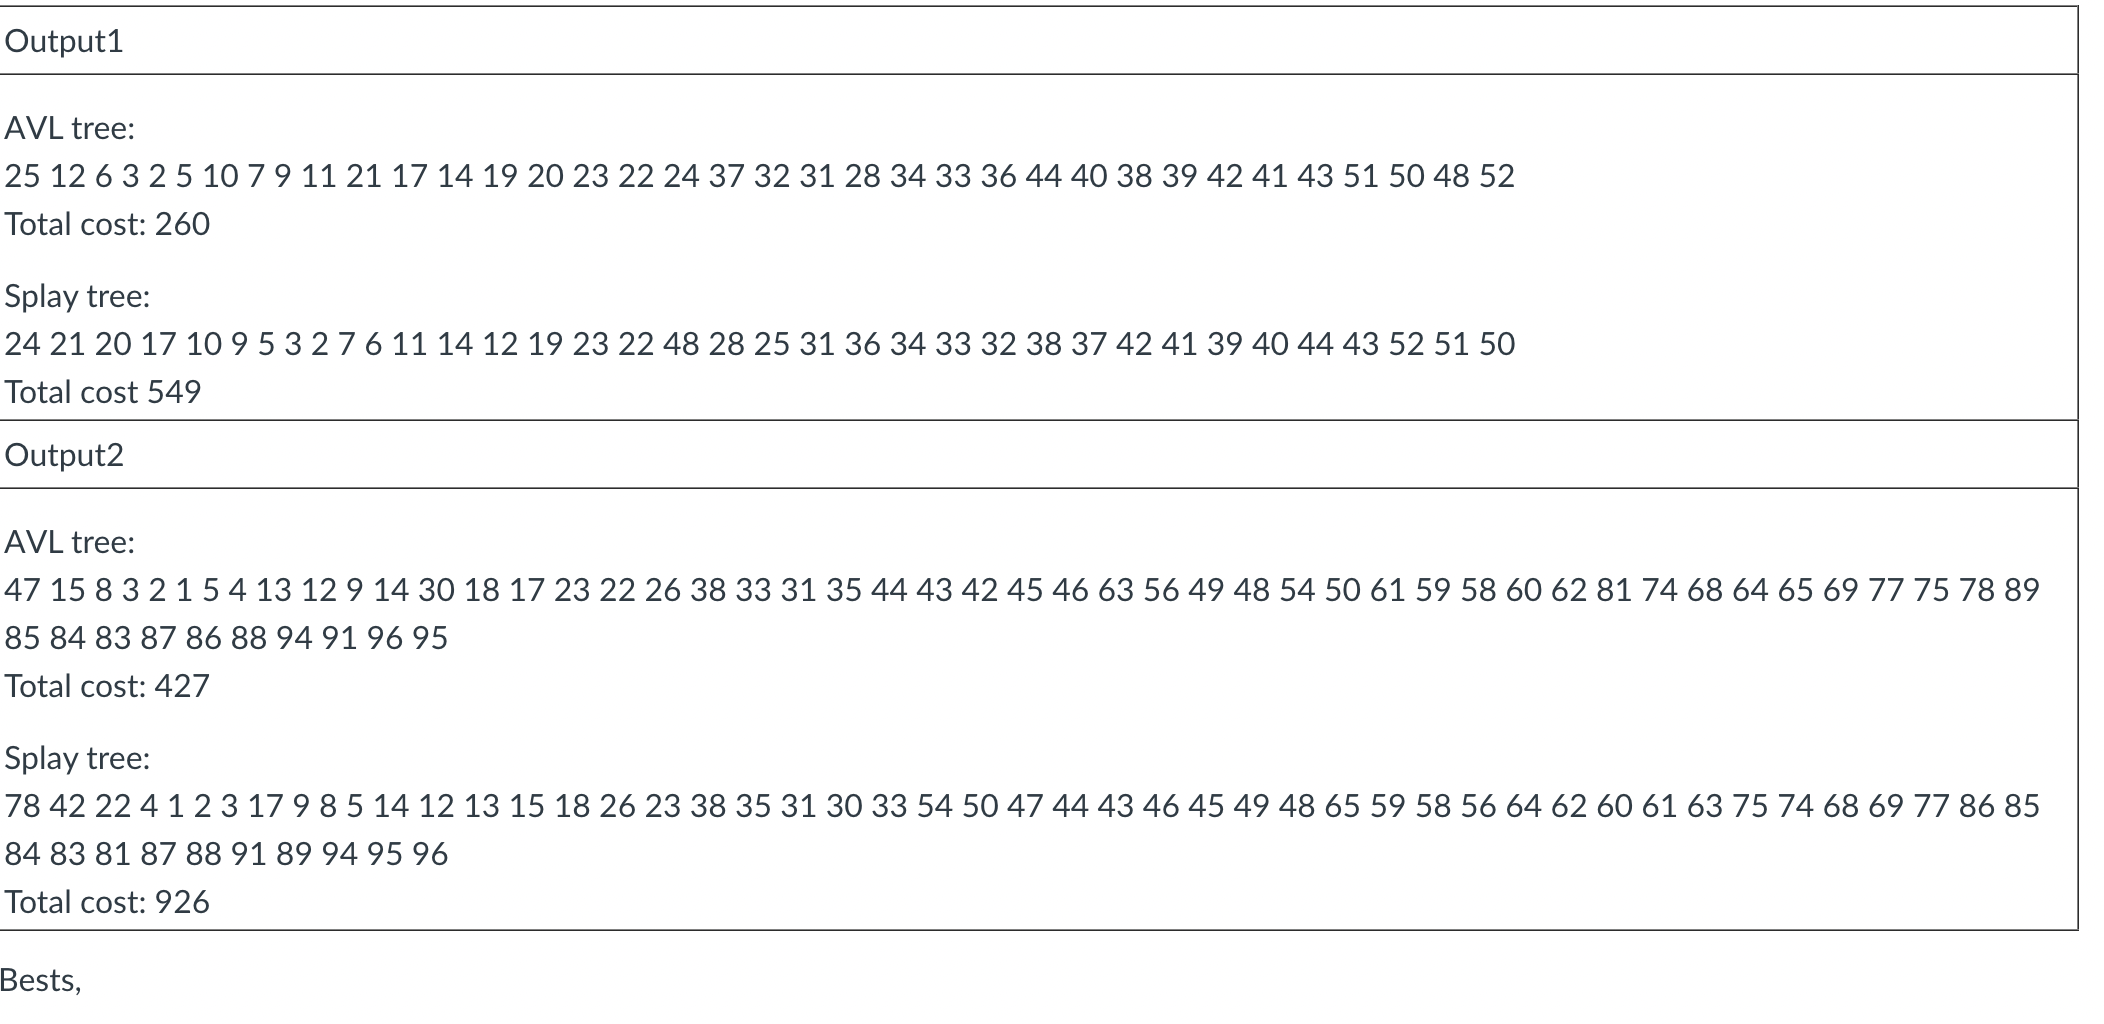 Output1
AVL tree:
25 12 6 3 2 5 10 7 9 11 21 17 14 19 20 23 22 24 37 32 31 28 34 33 36 44 40 38 39 42 41 43 51 50 48 52
Total cost: 260
Splay tree:
24 21 20 17 10 9 5 3 2 7 6 11 14 12 19 23 22 48 28 25 31 36 34 33 32 38 37 42 41 39 40 44 43 52 51 50
Total cost 549
Output2
AVL tree:
47 15 8 3 2 1 5 4 13 12 9 14 30 18 17 23 22 26 38 33 31 35 44 43 42 45 46 63 56 49 48 54 50 61 59 58 60 62 81 74 68 64 65 69 77 75 78 89
85 84 83 87 86 88 94 91 96 95
Total cost: 427
Splay tree:
78 42 22 4 1 2 3 17 9 8 5 14 12 13 15 18 26 23 38 35 31 30 33 54 50 47 44 43 46 45 49 48 65 59 58 56 64 62 60 61 63 75 74 68 69 77 86 85
84 83 81 87 88 91 89 94 95 96
Total cost: 926
Bests,